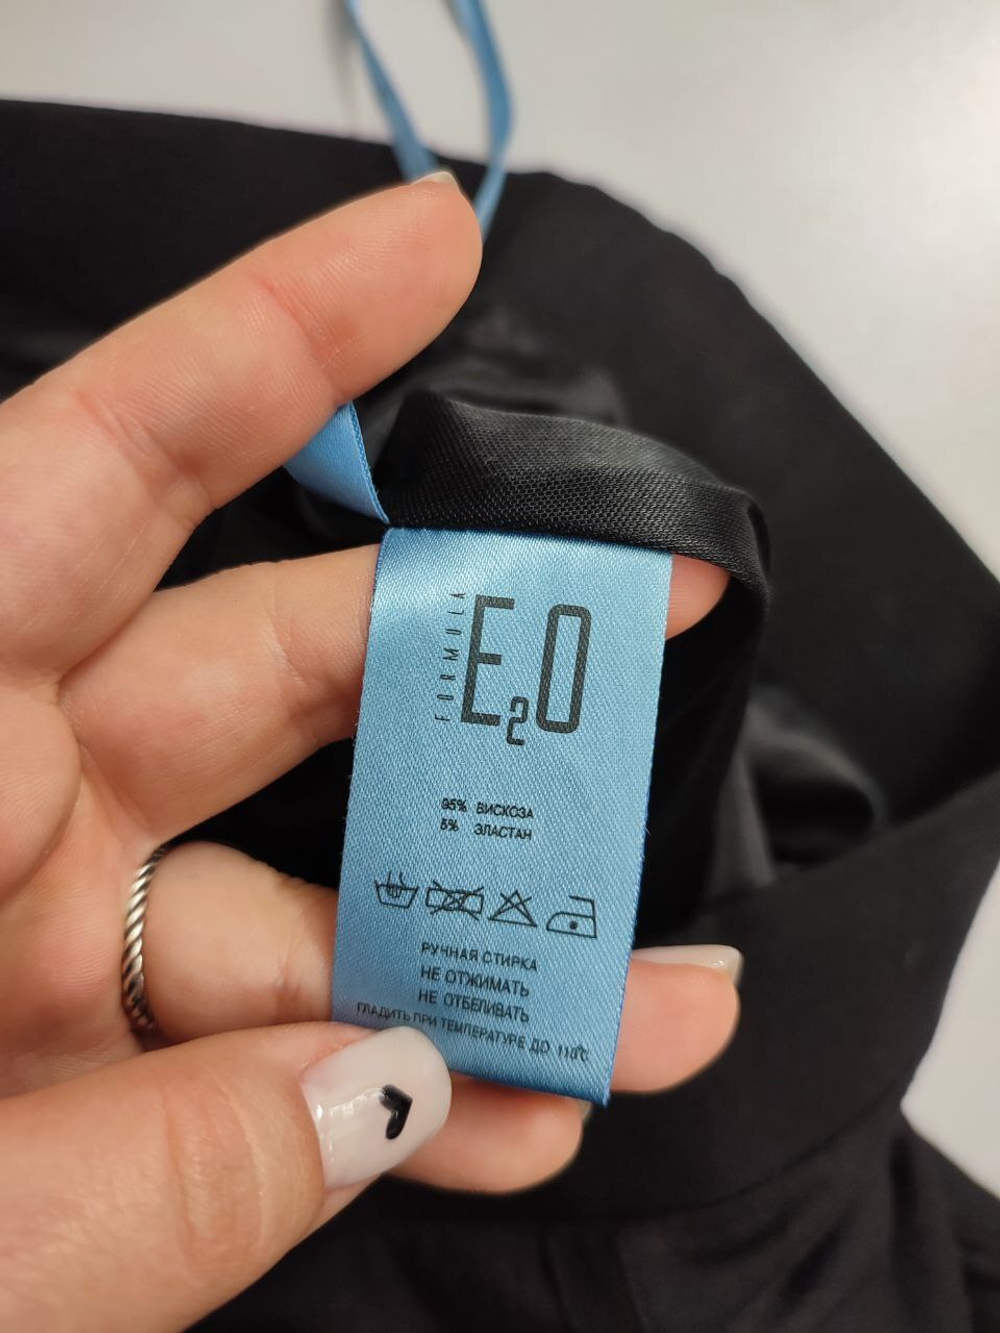 FORMULA
E₂O
95% ВИСКОЗА
5% ЭЛАСТАН
РУЧНАЯ СТИРКА
НЕ ОТЖИМАТЬ
НЕ ОТБЕЛИВАТЬ
ГЛАДИТЬ ПРИ ТЕМПЕРАТУРЕ ДО 110°С